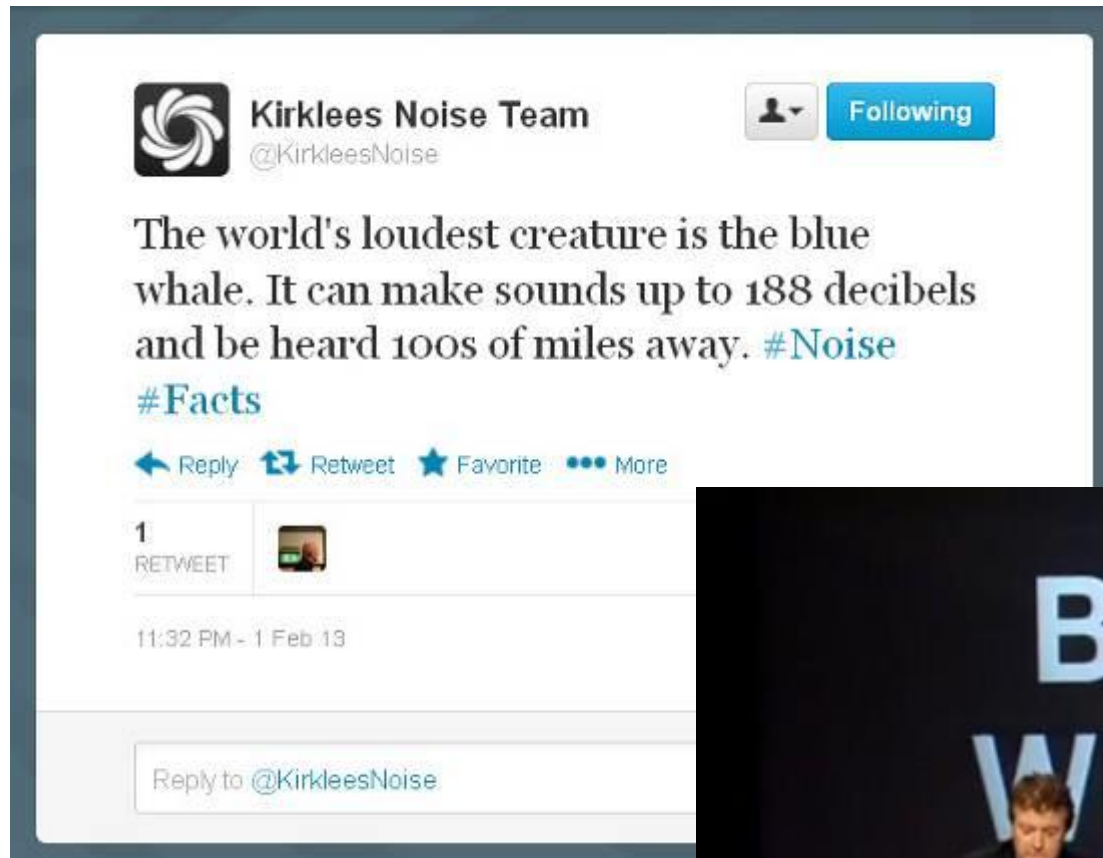 Kirklees Noise Team
@KirkleesNoise
Following
The world's loudest creature is the blue
whale. It can make sounds up to 188 decibels
and be heard 100s of miles away. #Noise
#Facts
Reply Retweet Favorite More
1
RETWEET
11:32 PM - 1 Feb 13
Reply to @KirkleesNoise
B
W